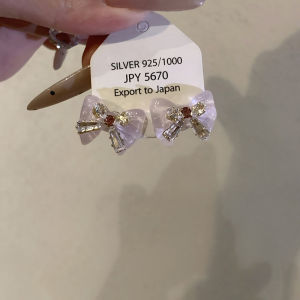 SILVER 925/1000
JPY 5670
Export to Japan